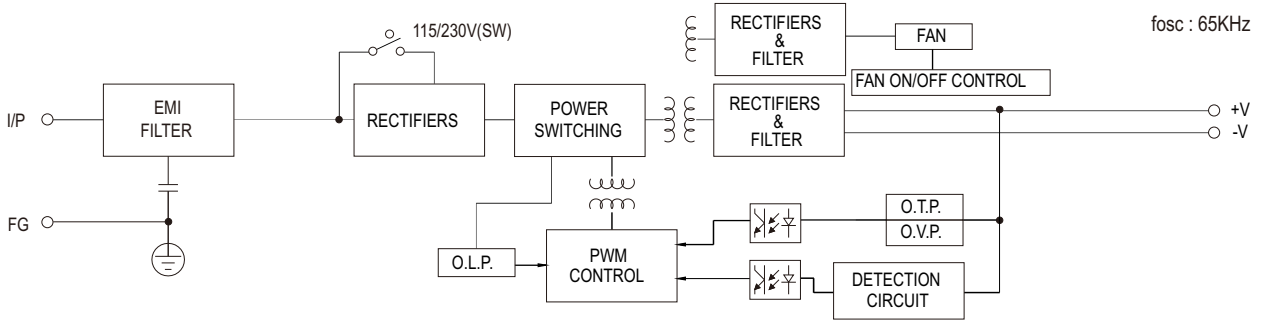 115/230V(SW)
RECTIFIERS
&
FILTER
FAN
fosc : 65KHz
FAN ON/OFF CONTROL
I/P
EMI
FILTER
RECTIFIERS
POWER
SWITCHING
RECTIFIERS
&
FILTER
+V
-V
FG
O.T.P.
O.V.P.
O.L.P.
PWM
CONTROL
DETECTION
CIRCUIT